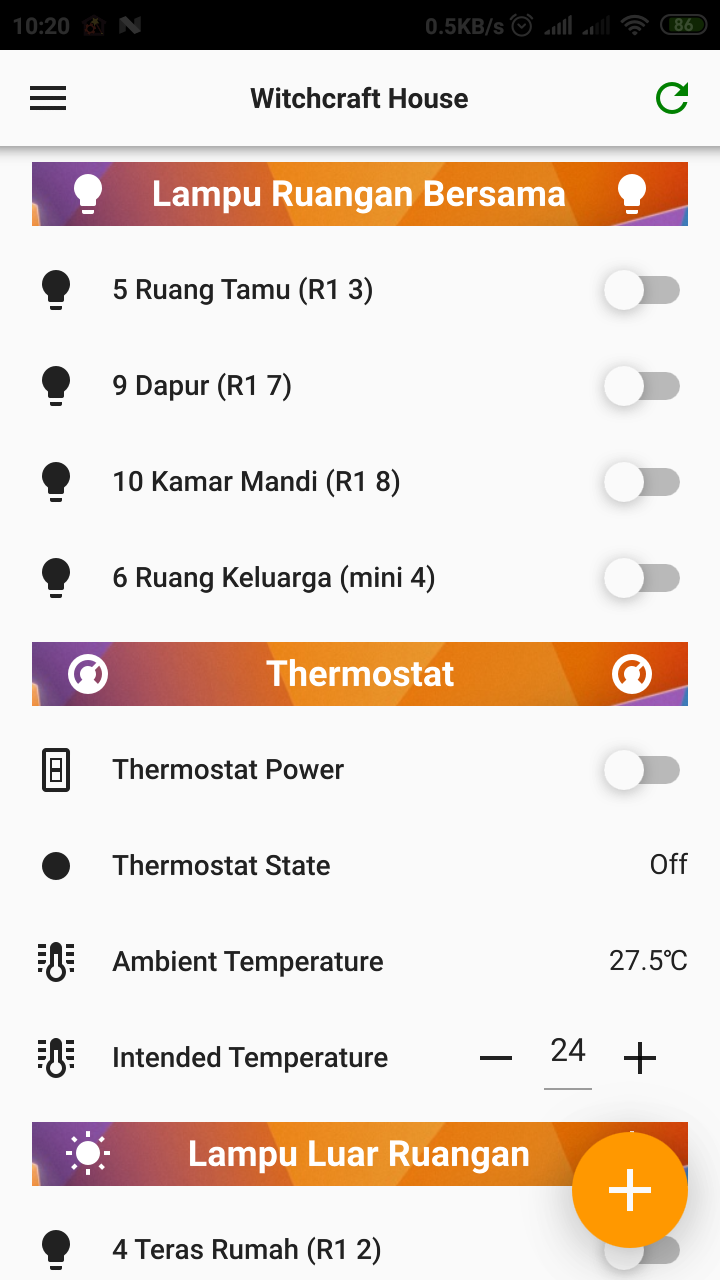 10:20 0.5KB/s 86
Witchcraft House
Lampu Ruangan Bersama
5 Ruang Tamu (R1 3)
9 Dapur (R1 7)
10 Kamar Mandi (R1 8)
6 Ruang Keluarga (mini 4)
Thermostat
Thermostat Power
Thermostat State Off
Ambient Temperature 27.5℃
Intended Temperature — 24 +
Lampu Luar Ruangan
4 Teras Rumah (R1 2)